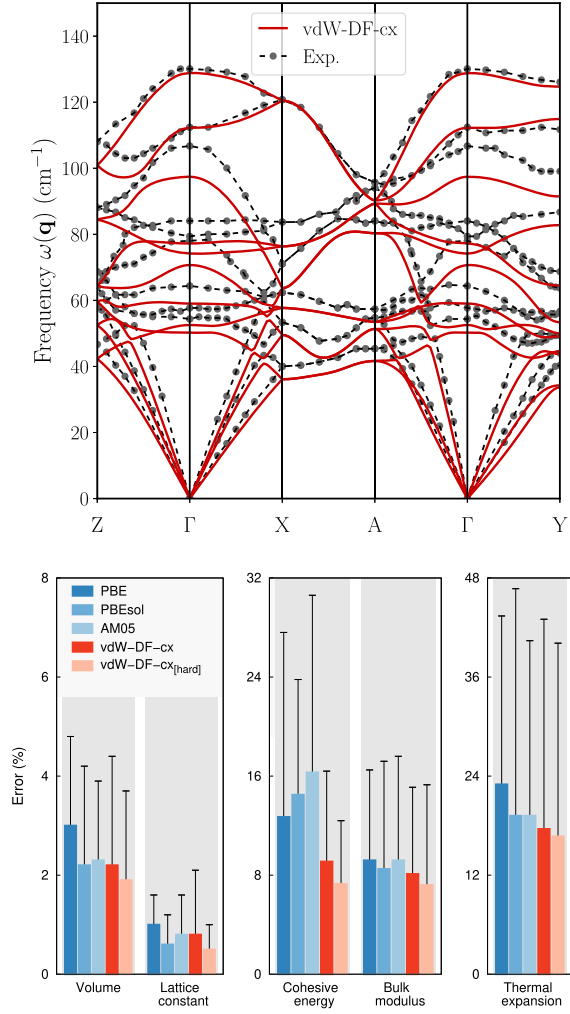 Frequency ω(q) (cm⁻¹)
140
120
100
80
60
40
20
0
vdW-DF-cx
Exp.
Z Γ X A Γ Y
Error (%)
8
6
4
2
0
PBE
PBEsol
AM05
vdW−DF−cx
vdW−DF−cx[hard]
Volume
Lattice
constant
32
24
16
8
0
Cohesive
energy
Bulk
modulus
48
36
24
12
0
Thermal
expansion